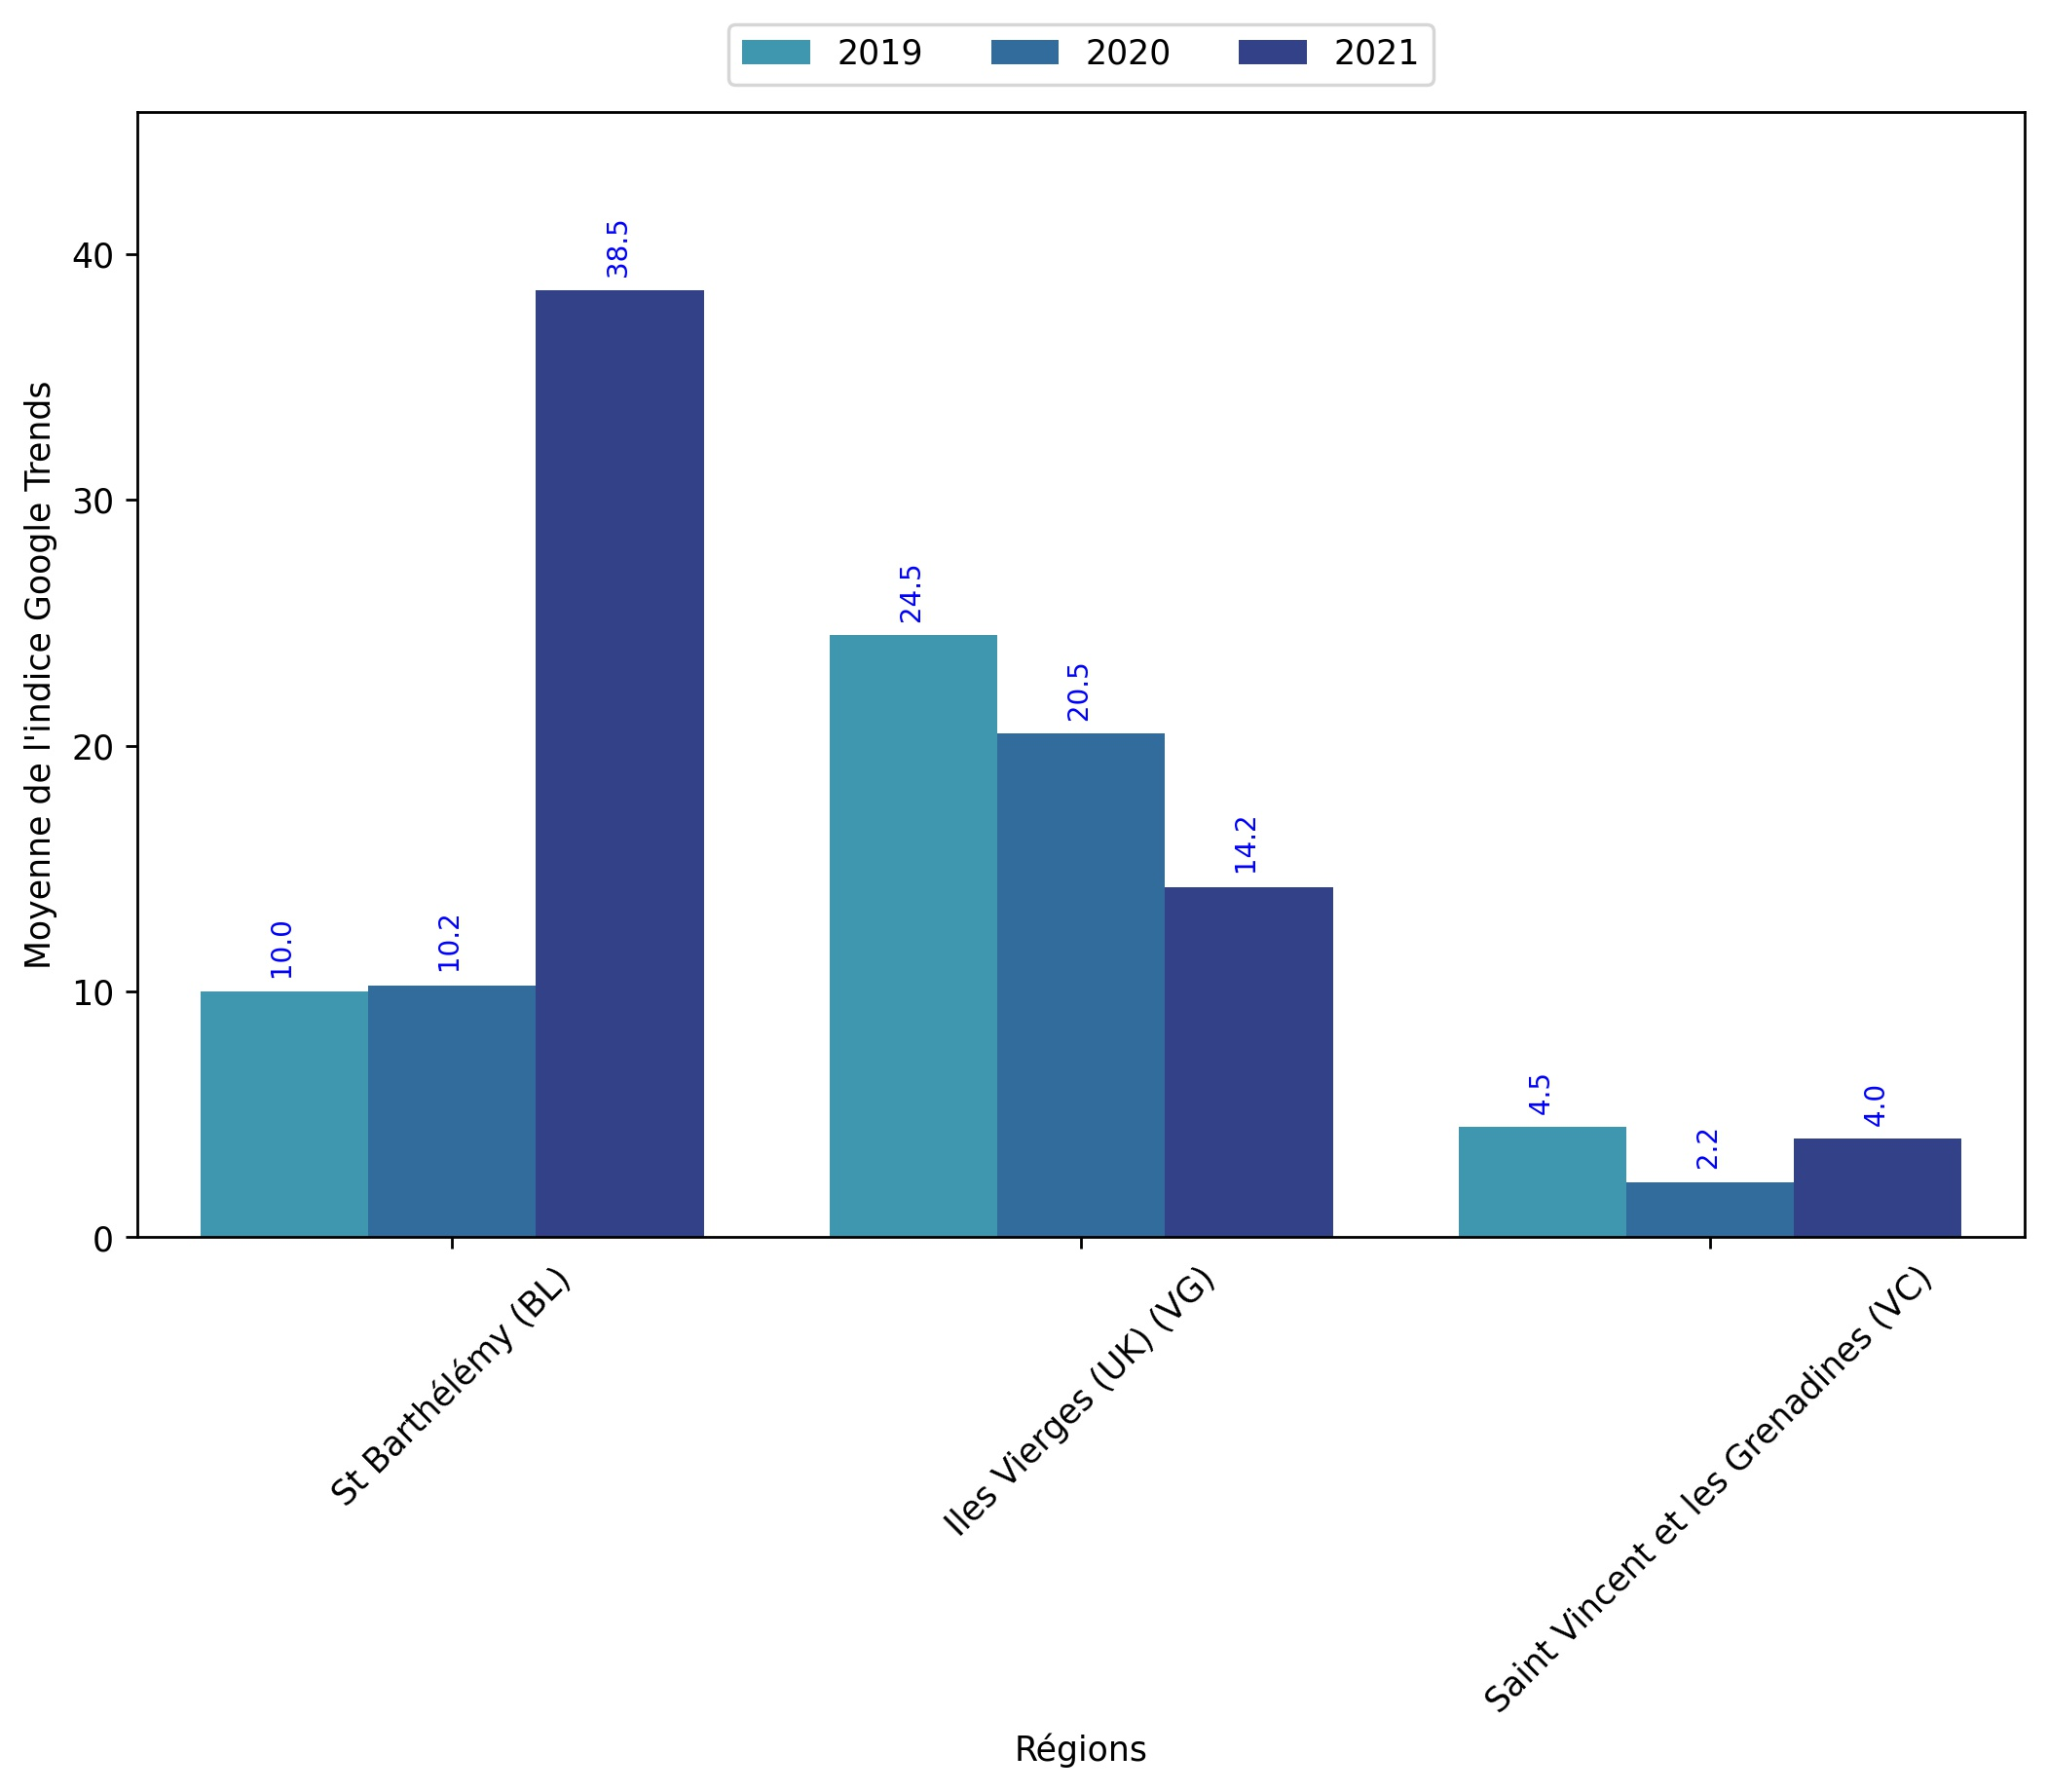 2019 2020 2021
Moyenne de l'indice Google Trends
40
30
20
10
0
10.0
10.2
38.5
24.5
20.5
14.2
4.5
2.2
4.0
St Barthélémy (BL)
Iles Vierges (UK) (VG)
Saint Vincent et les Grenadines (VC)
Régions